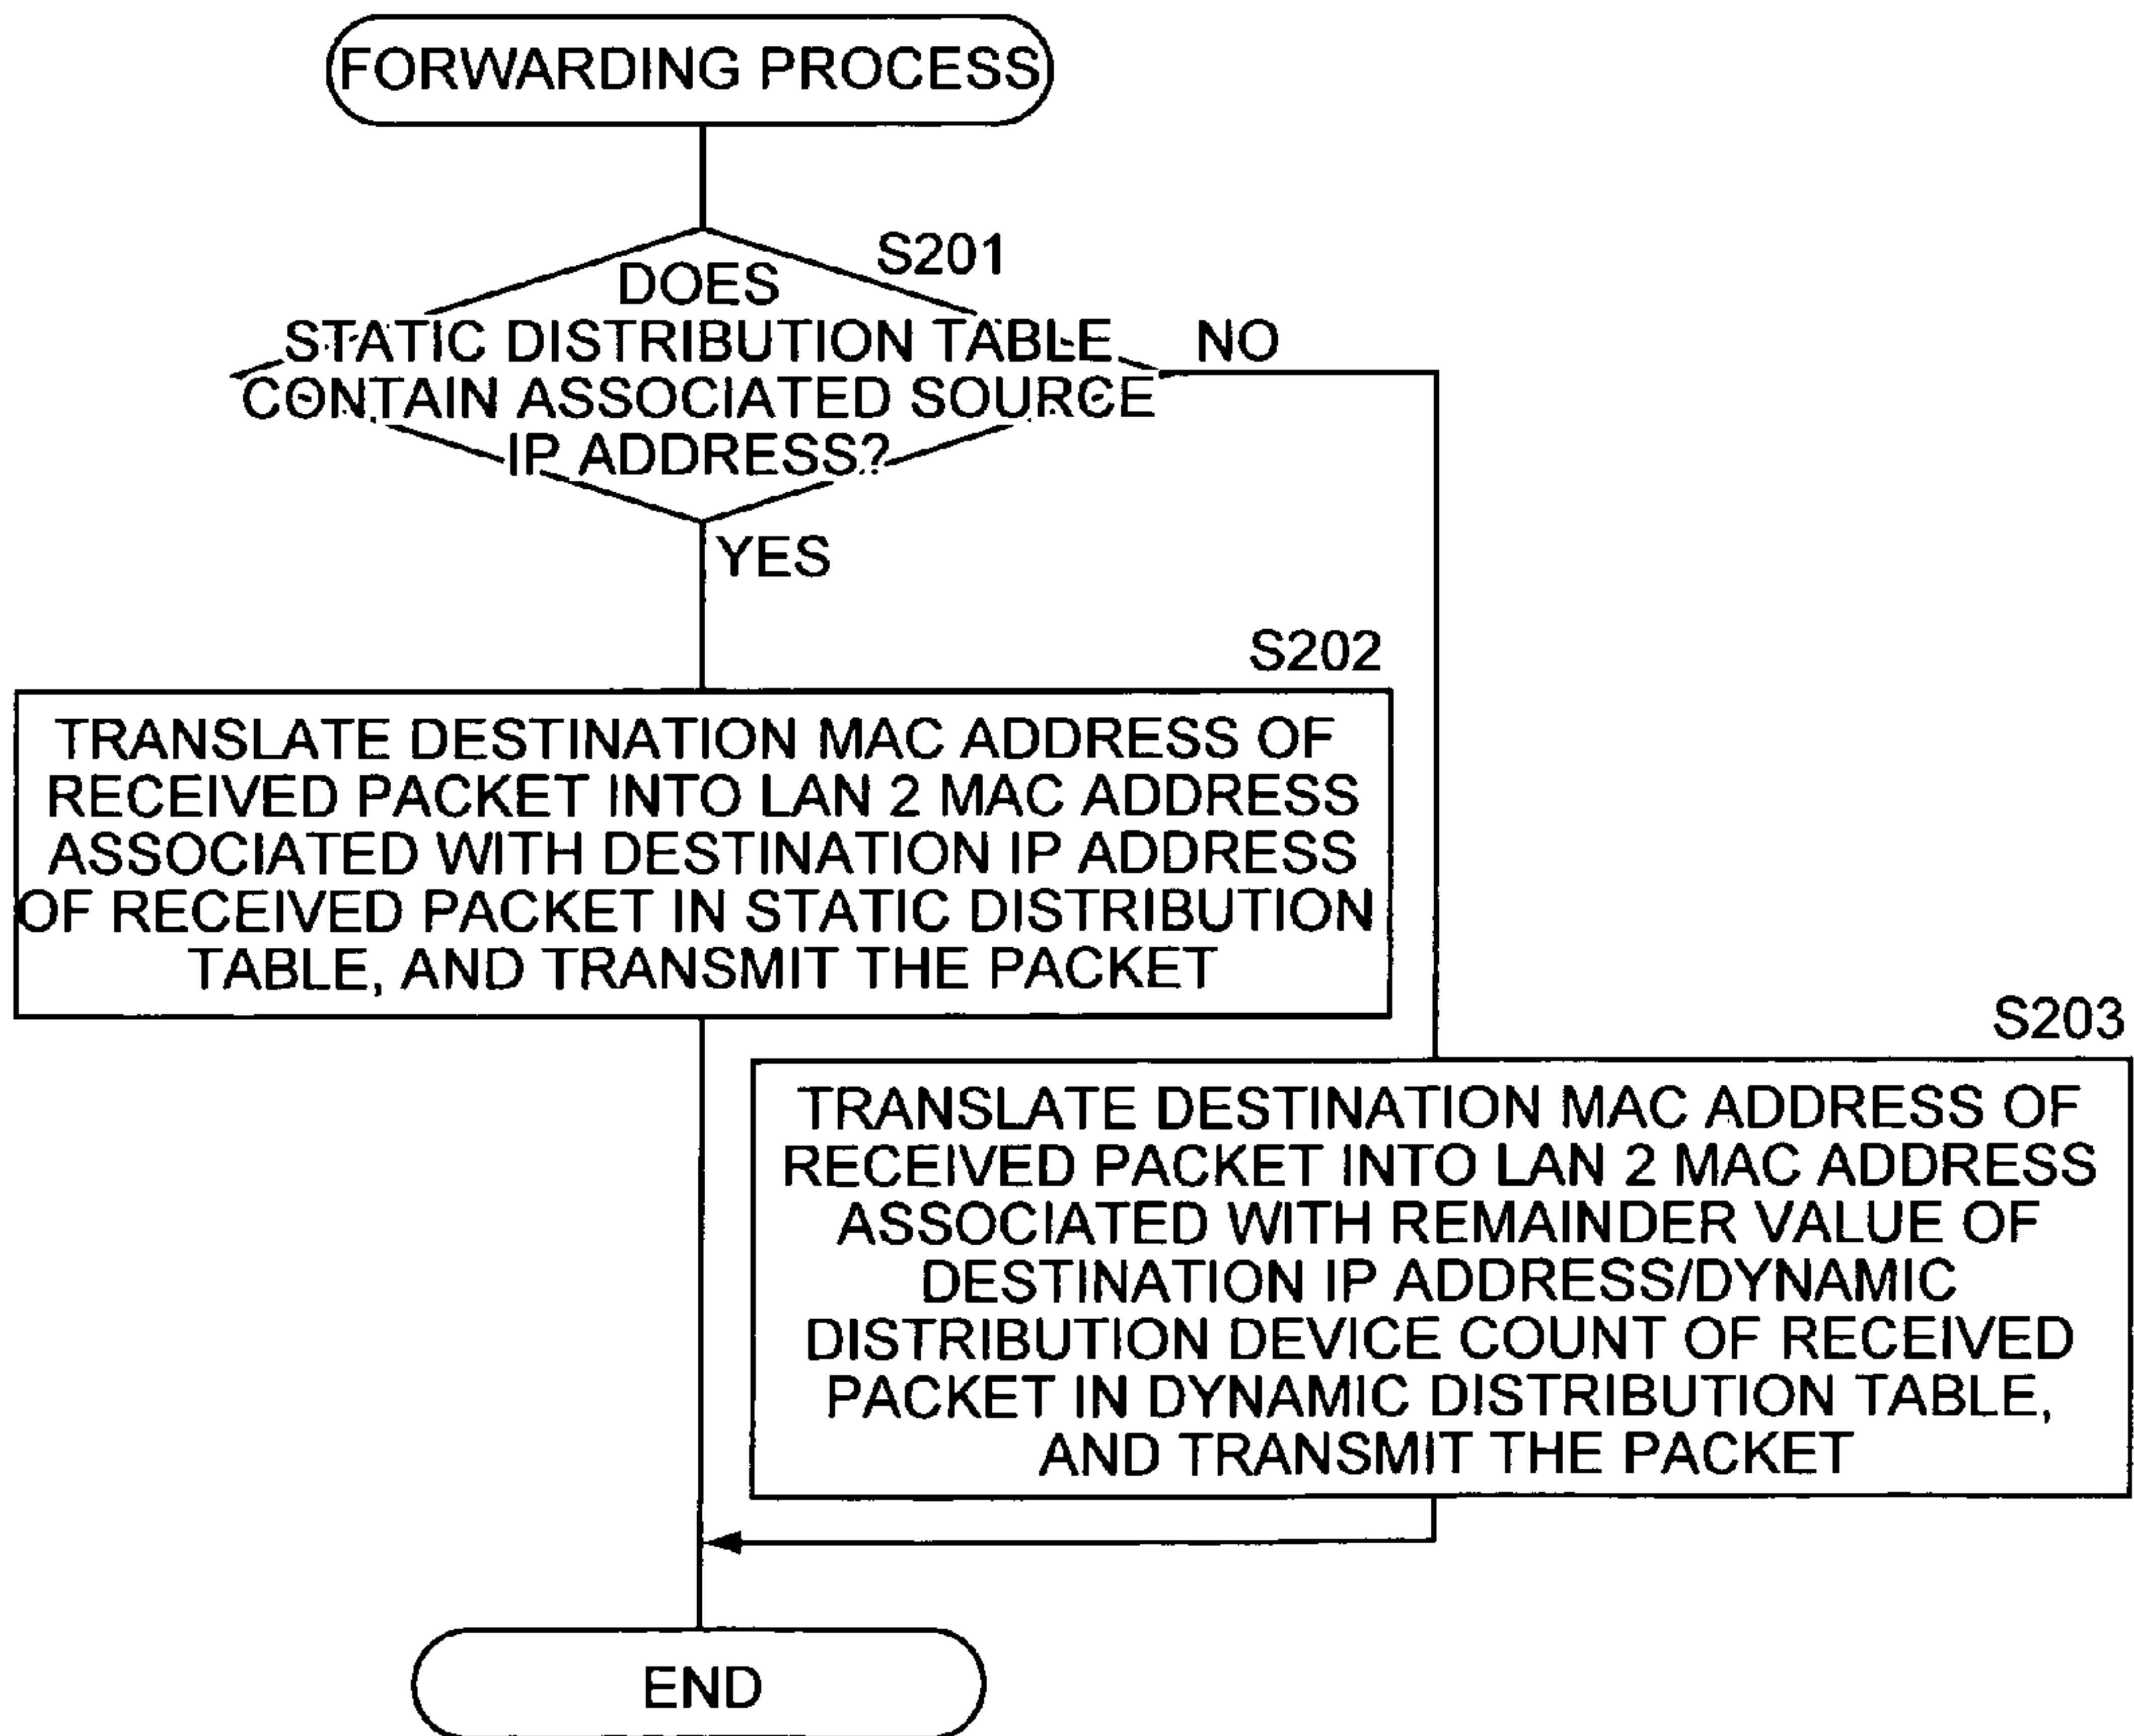 FORWARDING PROCESS
S201
DOES
STATIC DISTRIBUTION TABLE
CONTAIN ASSOCIATED SOURCE
IP ADDRESS?
NO
YES
S202
TRANSLATE DESTINATION MAC ADDRESS OF
RECEIVED PACKET INTO LAN 2 MAC ADDRESS
ASSOCIATED WITH DESTINATION IP ADDRESS
OF RECEIVED PACKET IN STATIC DISTRIBUTION
TABLE, AND TRANSMIT THE PACKET
S203
TRANSLATE DESTINATION MAC ADDRESS OF
RECEIVED PACKET INTO LAN 2 MAC ADDRESS
ASSOCIATED WITH REMAINDER VALUE OF
DESTINATION IP ADDRESS/DYNAMIC
DISTRIBUTION DEVICE COUNT OF RECEIVED
PACKET IN DYNAMIC DISTRIBUTION TABLE,
AND TRANSMIT THE PACKET
END